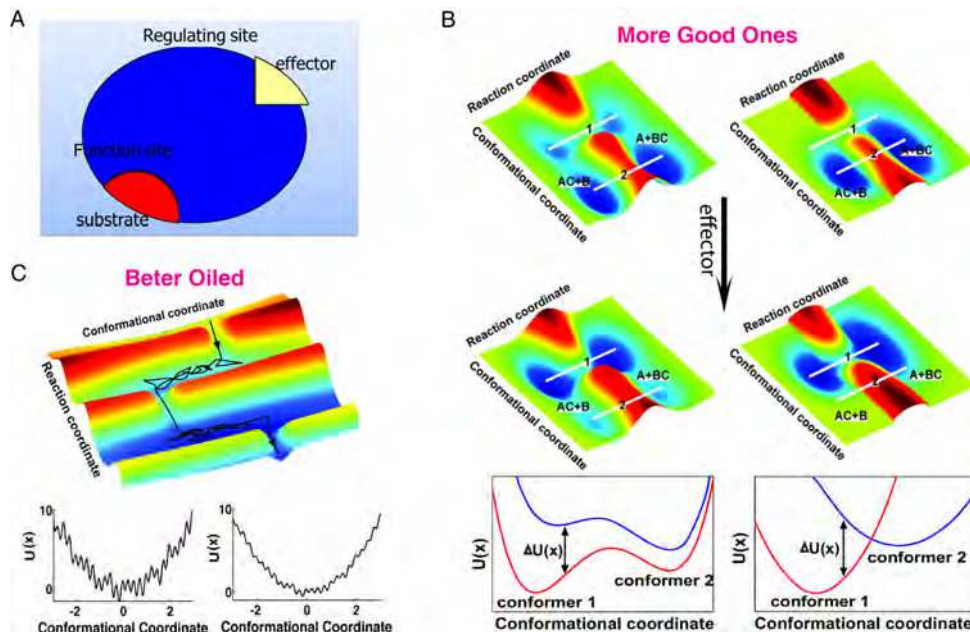 A
Regulating site
effector
Function site
substrate
B
More Good Ones
Reaction coordinate
Conformational coordinate
1
A+BC
2
AC+B
Reaction coordinate
Conformational coordinate
1
A+BC
2
AC+B
effector
Reaction coordinate
Conformational coordinate
1
A+BC
2
AC+B
Reaction coordinate
Conformational coordinate
1
A+BC
2
AC+B
U(x)
ΔU(x)
conformer 1
conformer 2
Conformational coordinate
U(x)
ΔU(x)
conformer 1
conformer 2
Conformational coordinate
C
Beter Oiled
Conformational coordinate
Reaction coordinate
U(x)
10
5
0
-2 0 2
Conformational Coordinate
U(x)
10
5
0
-2 0 2
Conformational Coordinate